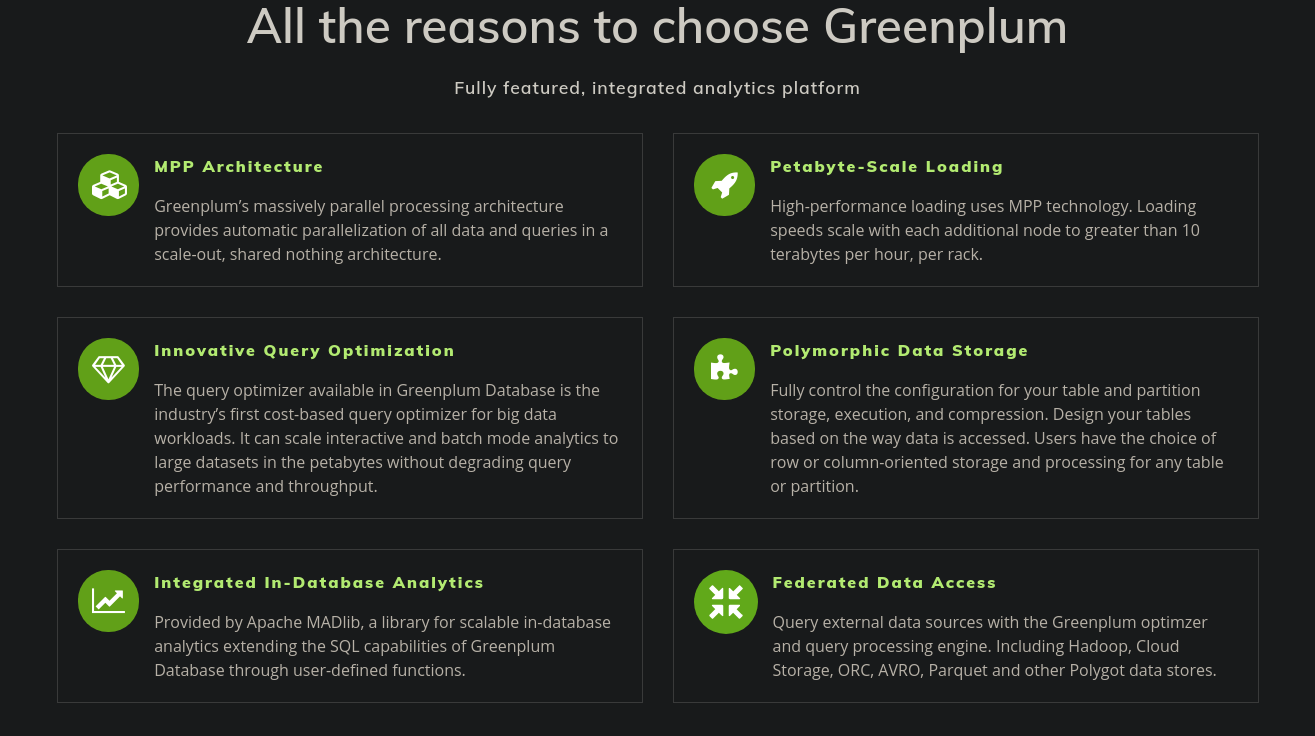 All the reasons to choose Greenplum
Fully featured, integrated analytics platform
MPP Architecture
Greenplum’s massively parallel processing architecture
provides automatic parallelization of all data and queries in a
scale-out, shared nothing architecture.
Petabyte-Scale Loading
High-performance loading uses MPP technology. Loading
speeds scale with each additional node to greater than 10
terabytes per hour, per rack.
Innovative Query Optimization
The query optimizer available in Greenplum Database is the
industry’s first cost-based query optimizer for big data
workloads. It can scale interactive and batch mode analytics to
large datasets in the petabytes without degrading query
performance and throughput.
Polymorphic Data Storage
Fully control the configuration for your table and partition
storage, execution, and compression. Design your tables
based on the way data is accessed. Users have the choice of
row or column-oriented storage and processing for any table
or partition.
Integrated In-Database Analytics
Provided by Apache MADlib, a library for scalable in-database
analytics extending the SQL capabilities of Greenplum
Database through user-defined functions.
Federated Data Access
Query external data sources with the Greenplum optimzer
and query processing engine. Including Hadoop, Cloud
Storage, ORC, AVRO, Parquet and other Polygot data stores.